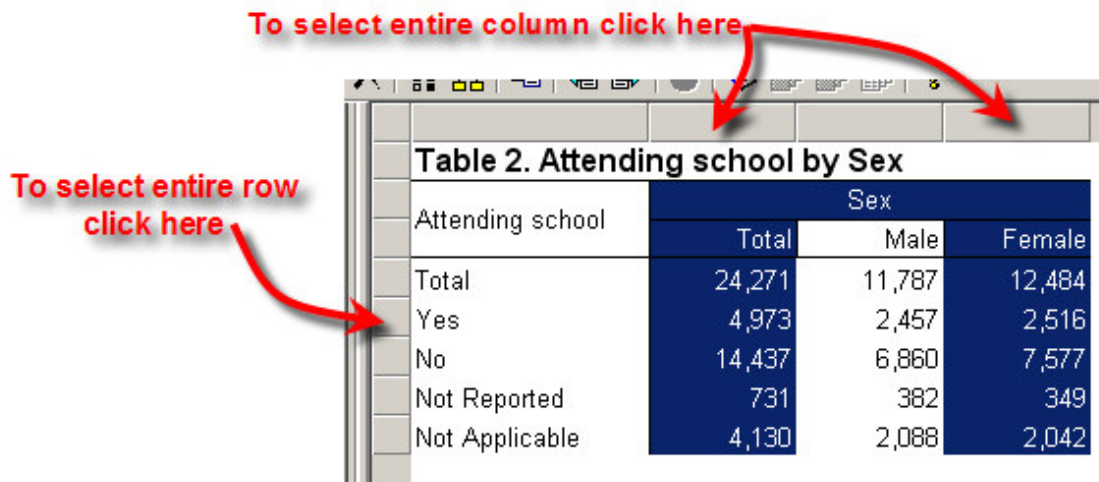 To select entire column click here
Table 2. Attending school by Sex
To select entire row
click here
Attending school
Sex
Total Male Female
Total 24,271 11,787 12,484
Yes 4,973 2,457 2,516
No 14,437 6,860 7,577
Not Reported 731 382 349
Not Applicable 4,130 2,088 2,042